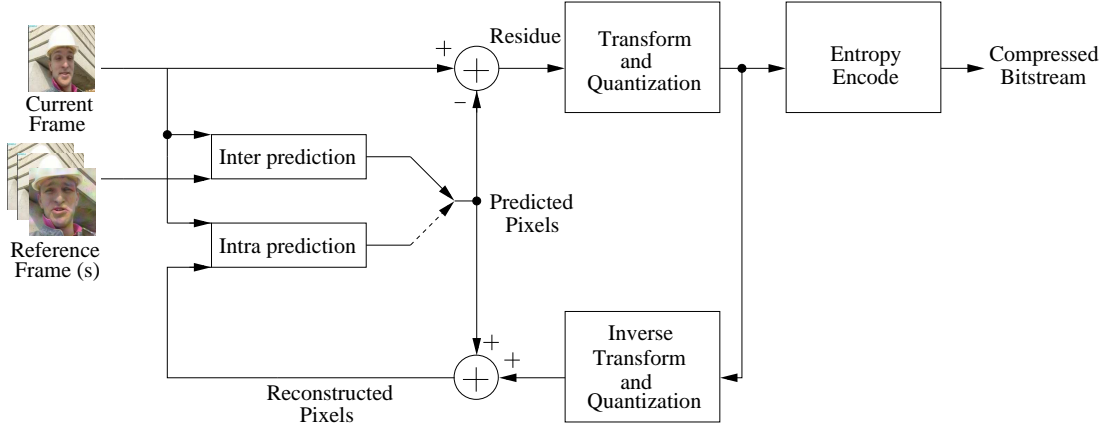 Current
Frame
Reference
Frame (s)
Inter prediction
Intra prediction
+
+
−
Residue
Transform
and
Quantization
Entropy
Encode
Compressed
Bitstream
Predicted
Pixels
+
+
+
Inverse
Transform
and
Quantization
Reconstructed
Pixels